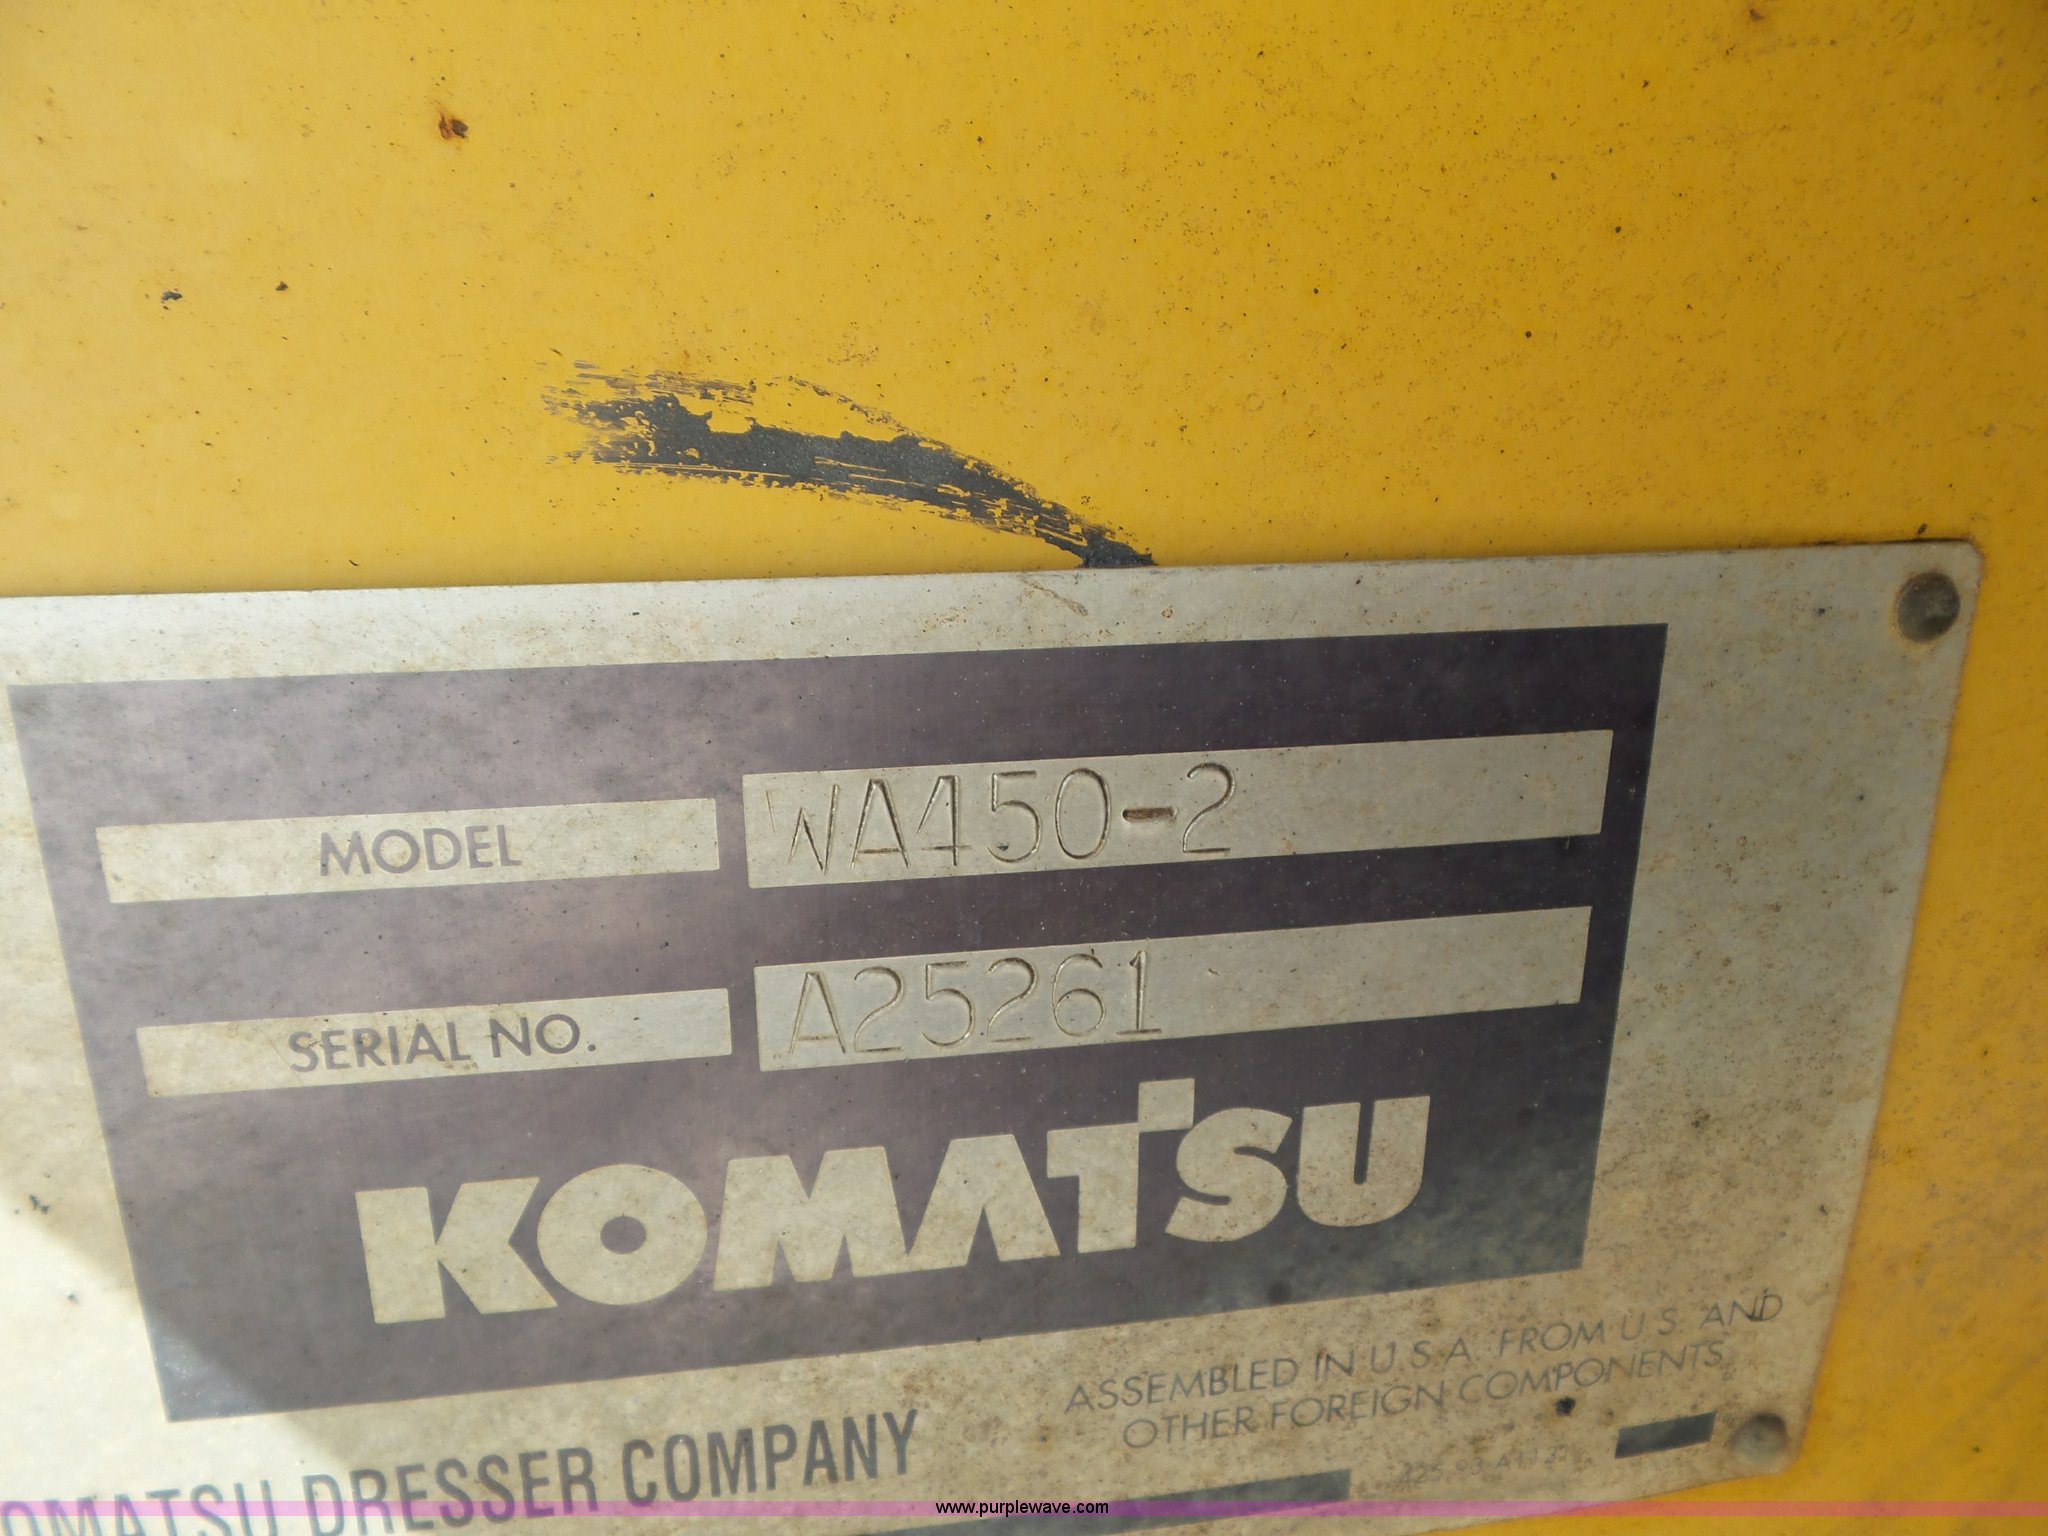 MODEL WA450-2
SERIAL NO. A25261
KOMATSU
ASSEMBLED IN U.S.A. FROM U.S. AND
OTHER FOREIGN COMPONENTS
OMATSU DRESSER COMPANY
www.purplewave.com